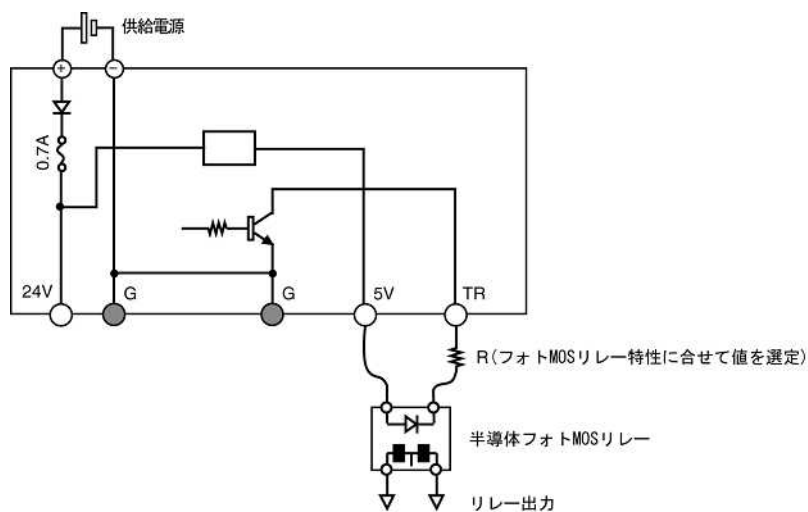 供給電源
+
−
0.7A
24V
G
G
5V
TR
R(フォトMOSリレー特性に合せて値を選定)
半導体フォトMOSリレー
リレー出力